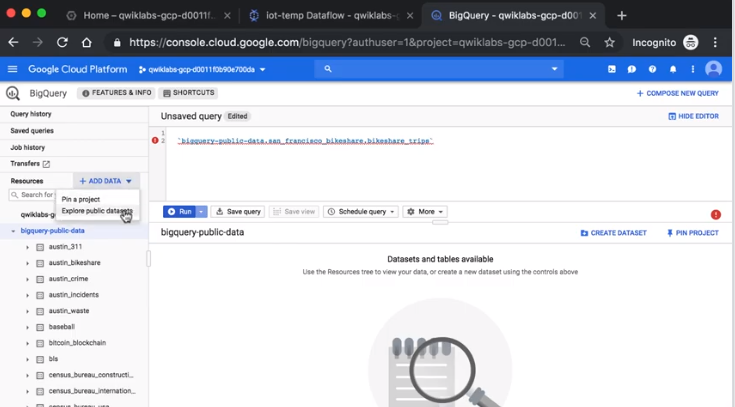 Home – qwiklabs-gcp-d0011f...
iot-temp Dataflow - qwiklabs-g
BigQuery - qwiklabs-gcp-d001
https://console.cloud.google.com/bigquery?authuser=1&project=qwiklabs-gcp-d001...
Incognito
Google Cloud Platform
qwiklabs-gcp-d0011f0b90e700da
BigQuery
FEATURES & INFO
SHORTCUTS
+ COMPOSE NEW QUERY
Query history
Saved queries
Job history
Transfers
Resources
+ ADD DATA
Search for
Pin a project
Explore public datasets
qwiklabs-gc
bigquery-public-data
austin_311
austin_bikeshare
austin_crime
austin_incidents
austin_waste
baseball
bitcoin_blockchain
bls
census_bureau_constructi...
census_bureau_internation...
Unsaved query Edited
HIDE EDITOR
1
2 `bigquery-public-data.san_francisco_bikeshare.bikeshare_trips`
Run
Save query
Save view
Schedule query
More
bigquery-public-data
CREATE DATASET
PIN PROJECT
Datasets and tables available
Use the Resources tree to view your data, or create a new dataset using the controls above